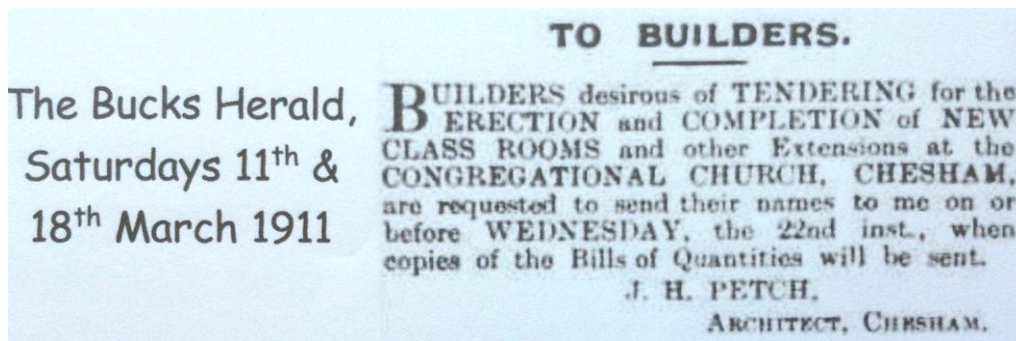 The Bucks Herald,
Saturdays 11th &
18th March 1911
TO BUILDERS.
BUILDERS desirous of TENDERING for the
ERECTION and COMPLETION of NEW
CLASS ROOMS and other Extensions at the
CONGREGATIONAL CHURCH, CHESHAM,
are requested to send their names to me on or
before WEDNESDAY, the 22nd inst., when
copies of the Bills of Quantities will be sent.
J. H. PETCH,
ARCHITECT, CHESHAM.